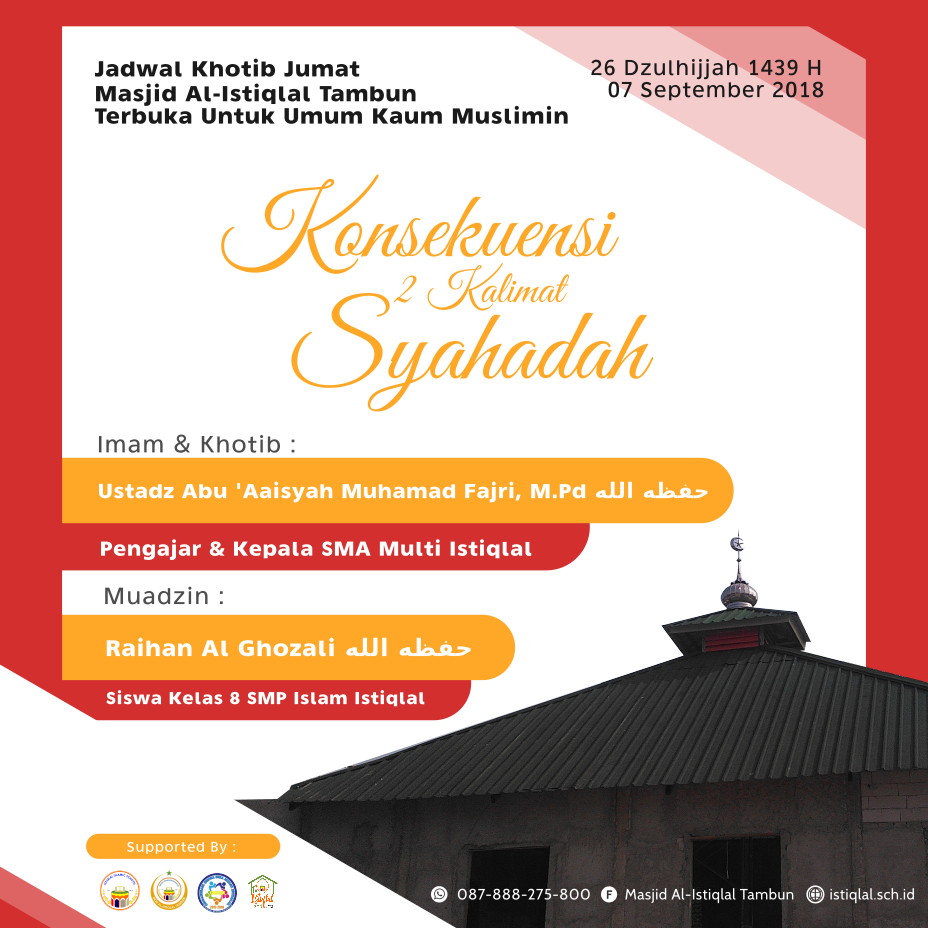 Jadwal Khotib Jumat
Masjid Al-Istiqlal Tambun
Terbuka Untuk Umum Kaum Muslimin
26 Dzulhijjah 1439 H
07 September 2018
Konsekuensi
2 Kalimat
Syahadah
Imam & Khotib :
Ustadz Abu 'Aaisyah Muhamad Fajri, M.Pd حفظه الله
Pengajar & Kepala SMA Multi Istiqlal
Muadzin :
Raihan Al Ghozali حفظه الله
Siswa Kelas 8 SMP Islam Istiqlal
Supported By :
087-888-275-800
Masjid Al-Istiqlal Tambun
istiqlal.sch.id